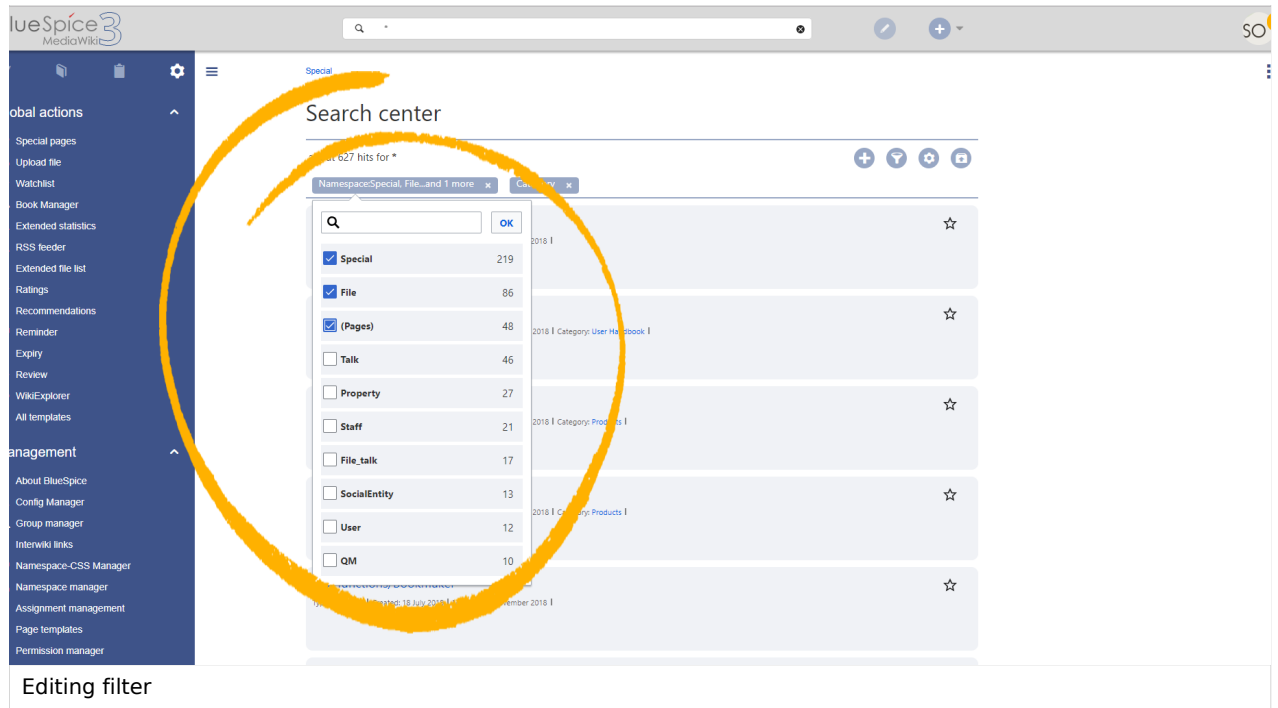 lueSpice 3
MediaWiki
"
SO
Special
obal actions
Special pages
Upload file
Watchlist
Book Manager
Extended statistics
RSS feeder
Extended file list
Ratings
Recommendations
Reminder
Expiry
Review
WikiExplorer
All templates
anagement
About BlueSpice
Config Manager
Group manager
Interwiki links
Namespace-CSS Manager
Namespace manager
Assignment management
Page templates
Permission manager
Search center
627 hits for *
Namespace:Special, File...and 1 more x
x
OK
Special 219
File 86
(Pages) 48
Talk 46
Property 27
Staff 21
File_talk 17
SocialEntity 13
User 12
QM 10
2018 |
2018 | Category: User Handbook |
2018 | Category: Products |
2018 | Category: Products |
18 July 2018 2018 |
Editing filter